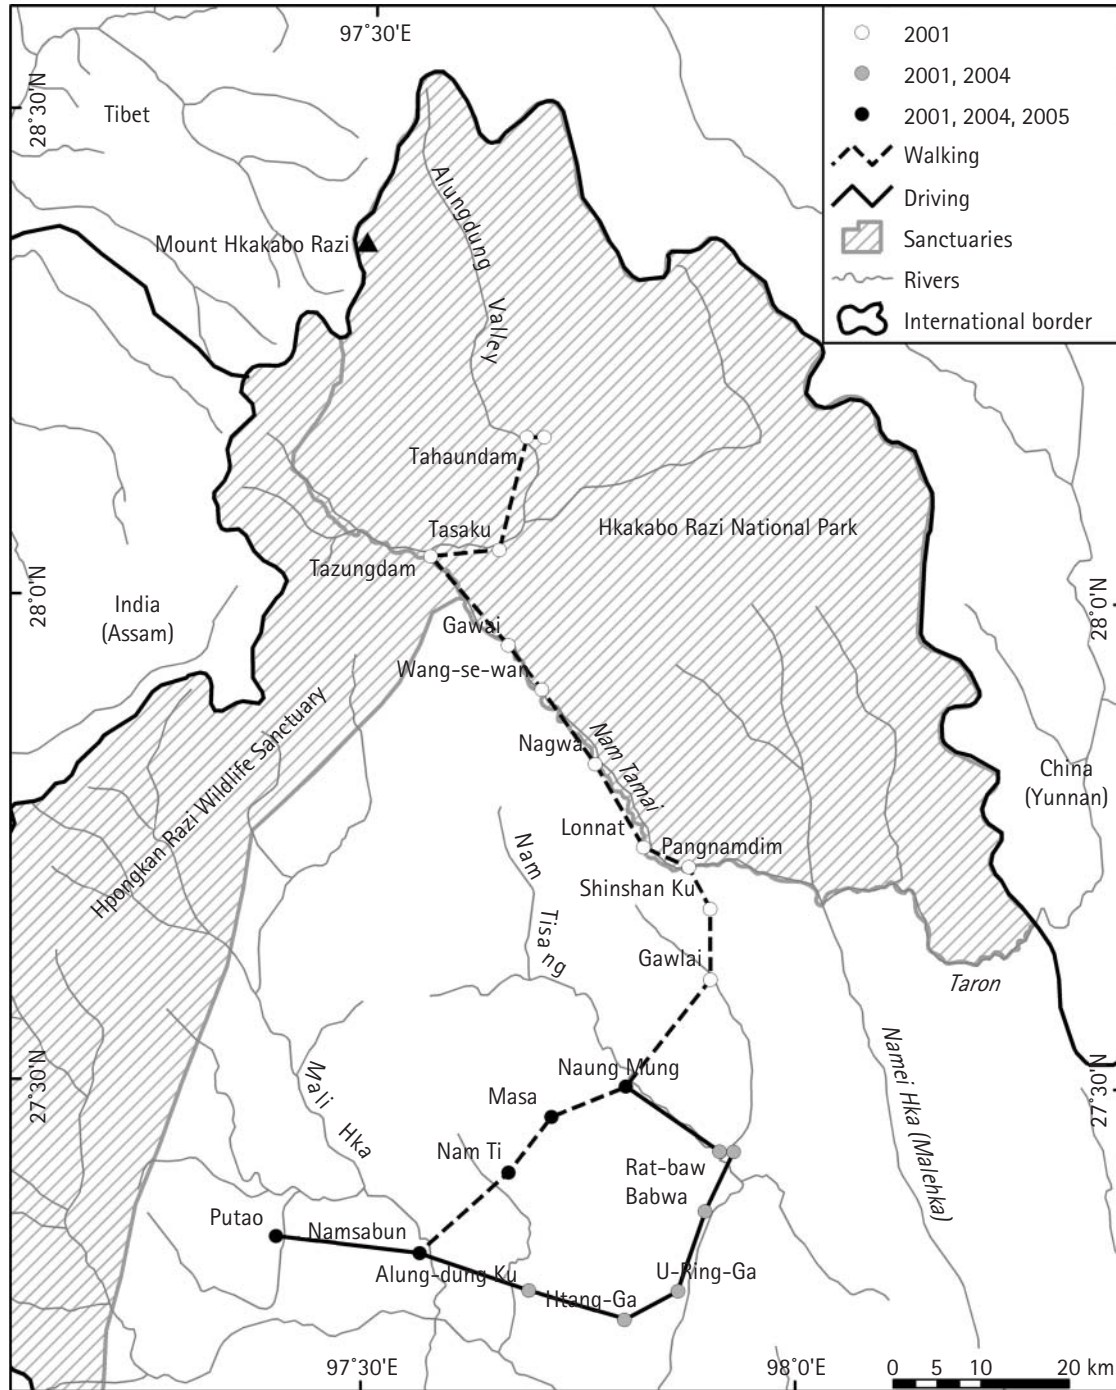 97°30'E
2001
2001, 2004
2001, 2004, 2005
Walking
Driving
Sanctuaries
Rivers
International border
28°30'N
Tibet
Alungdung Valley
Mount Hkakabo Razi
Tahaundam
Tasaku
Hkakabo Razi National Park
Tazungdam
28°0'N
28°0'N
India
(Assam)
Gawai
Wang-se-wan
Hpongkan Razi Wildlife Sanctuary
Nagwa
Nam Tamai
China
(Yunnan)
Lonnat
Pangnamdim
Nam Tisang
Shinshan Ku
Gawlai
Taron
Namei Hka (Malehka)
27°30'N
27°30'N
Naung Mung
Mali Hka
Masa
Nam Ti
Rat-baw
Babwa
Putao
Namsabun
Alung-dung Ku
U-Ring-Ga
Htang-Ga
97°30'E
98°0'E
0 5 10 20 km